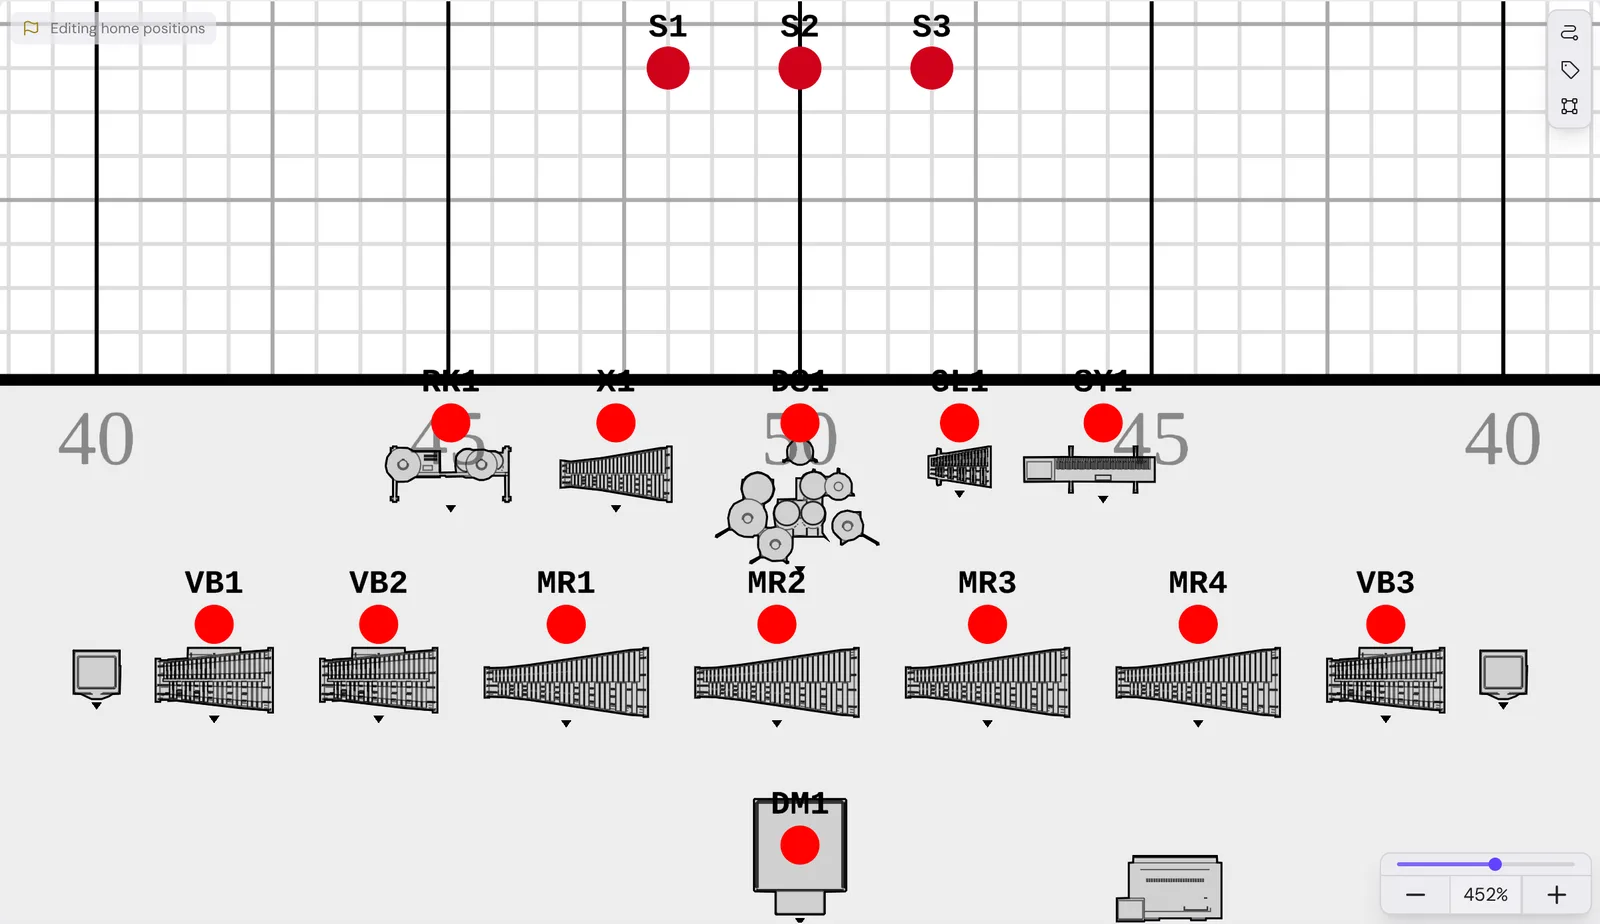 Editing home positions
S1 S2 S3
RK1 X1 DS1 GL1 SY1
40 45 50 45 40
VB1 VB2 MR1 MR2 MR3 MR4 VB3
DM1
452%